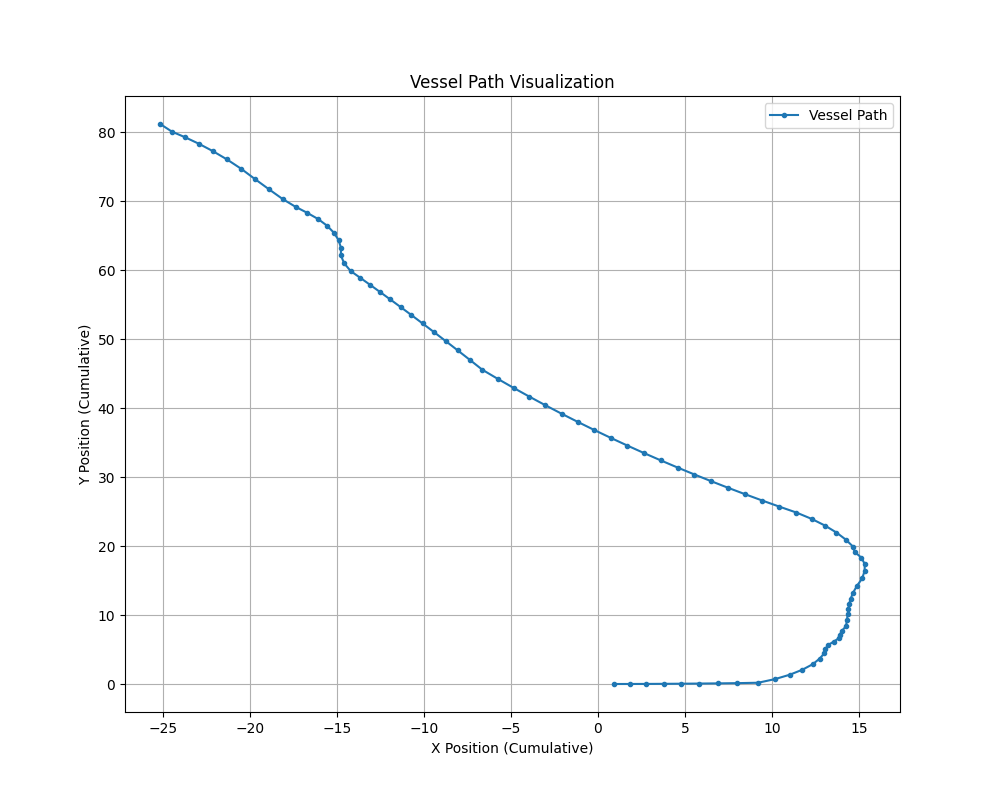 Vessel Path Visualization
Vessel Path
80
70
60
50
40
30
20
10
0
Y Position (Cumulative)
−25 −20 −15 −10 −5 0 5 10 15
X Position (Cumulative)